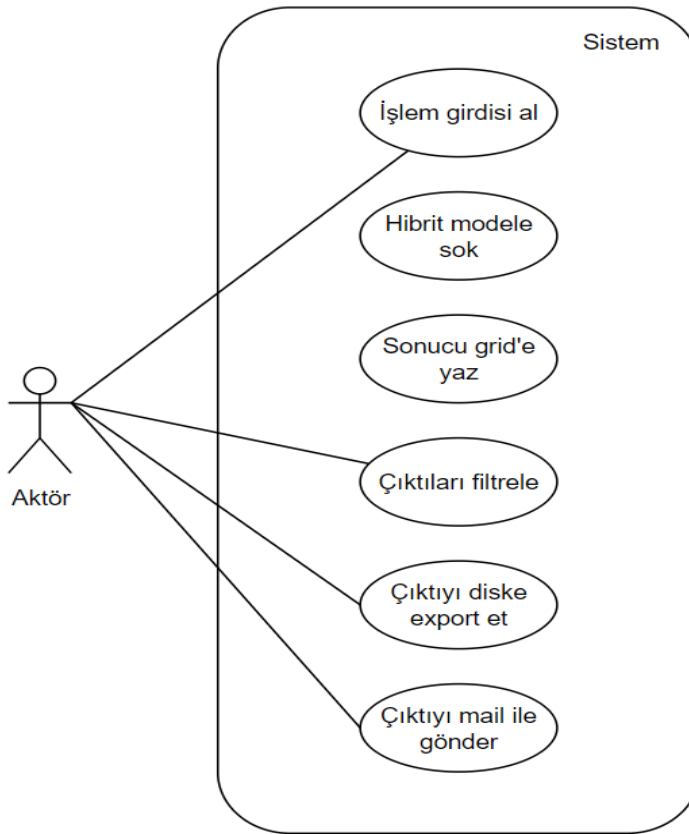 Sistem
İşlem girdisi al
Hibrit modele
sok
Sonucu grid'e
yaz
Aktör
Çıktıları filtrele
Çıktıyı diske
export et
Çıktıyı mail ile
gönder